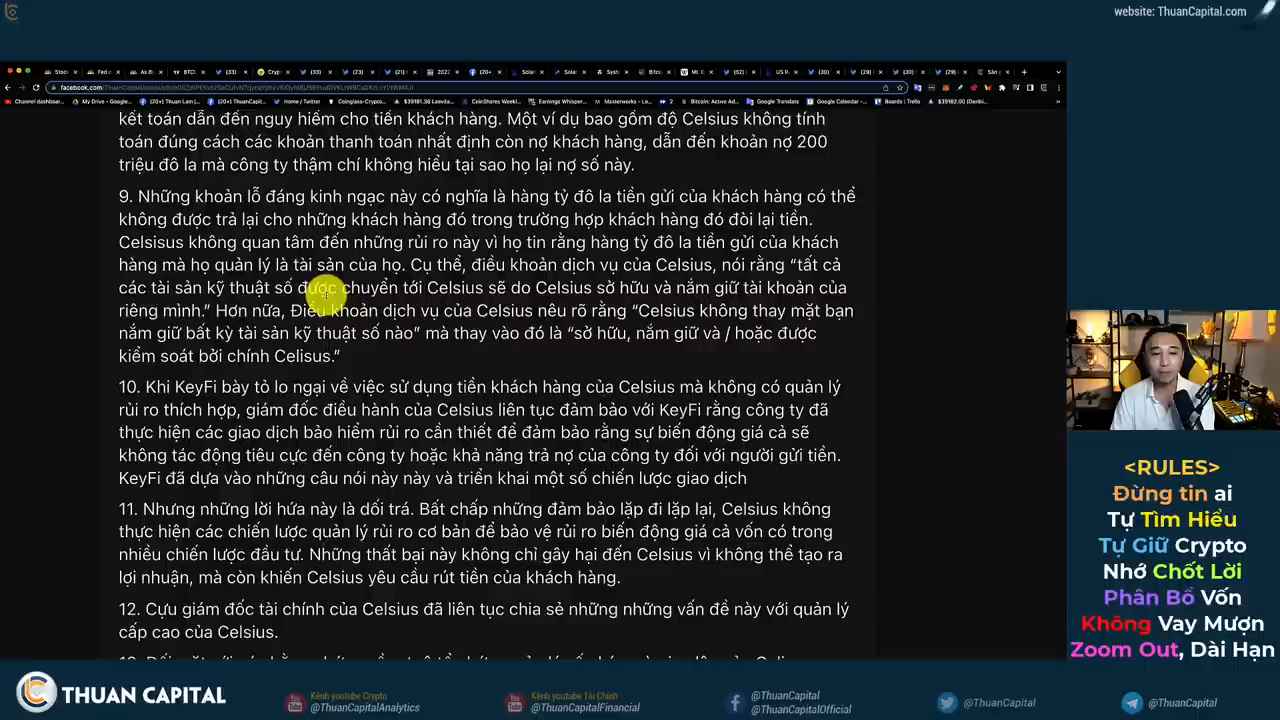 website: ThuanCapital.com
kết toán dẫn đến nguy hiểm cho tiền khách hàng. Một ví dụ bao gồm độ Celsius không tính
toán đúng cách các khoản thanh toán nhất định còn nợ khách hàng, dẫn đến khoản nợ 200
triệu đô la mà công ty thậm chí không hiểu tại sao họ lại nợ số này.
9. Những khoản lỗ đáng kinh ngạc này có nghĩa là hàng tỷ đô la tiền gửi của khách hàng có thể
không được trả lại cho những khách hàng đó trong trường hợp khách hàng đó đòi lại tiền.
Celsisus không quan tâm đến những rủi ro này vì họ tin rằng hàng tỷ đô la tiền gửi của khách
hàng mà họ quản lý là tài sản của họ. Cụ thể, điều khoản dịch vụ của Celsius, nói rằng “tất cả
các tài sản kỹ thuật số được chuyển tới Celsius sẽ do Celsius sở hữu và nắm giữ tài khoản của
riêng mình.” Hơn nữa, Điều khoản dịch vụ của Celsius nêu rõ rằng “Celsius không thay mặt bạn
nắm giữ bất kỳ tài sản kỹ thuật số nào” mà thay vào đó là “sở hữu, nắm giữ và / hoặc được
kiểm soát bởi chính Celisus.”
10. Khi KeyFi bày tỏ lo ngại về việc sử dụng tiền khách hàng của Celsius mà không có quản lý
rủi ro thích hợp, giám đốc điều hành của Celsius liên tục đảm bảo với KeyFi rằng công ty đã
thực hiện các giao dịch bảo hiểm rủi ro cần thiết để đảm bảo rằng sự biến động giá cả sẽ
không tác động tiêu cực đến công ty hoặc khả năng trả nợ của công ty đối với người gửi tiền.
KeyFi đã dựa vào những câu nói này này và triển khai một số chiến lược giao dịch
11. Nhưng những lời hứa này là dối trá. Bất chấp những đảm bảo lặp đi lặp lại, Celsius không
thực hiện các chiến lược quản lý rủi ro cơ bản để bảo vệ rủi ro biến động giá cả vốn có trong
nhiều chiến lược đầu tư. Những thất bại này không chỉ gây hại đến Celsius vì không thể tạo ra
lợi nhuận, mà còn khiến Celsius yêu cầu rút tiền của khách hàng.
12. Cựu giám đốc tài chính của Celsius đã liên tục chia sẻ những những vấn đề này với quản lý
cấp cao của Celsius.
<RULES>
Đừng tin ai
Tự Tìm Hiểu
Tự Giữ Crypto
Nhớ Chốt Lời
Phân Bổ Vốn
Không Vay Mượn
Zoom Out, Dài Hạn
THUAN CAPITAL
Kênh youtube Crypto
@ThuanCapitalAnalytics
Kênh youtube Tài Chính
@ThuanCapitalFinancial
@ThuanCapital
@ThuanCapitalOfficial
@ThuanCapital
@ThuanCapital